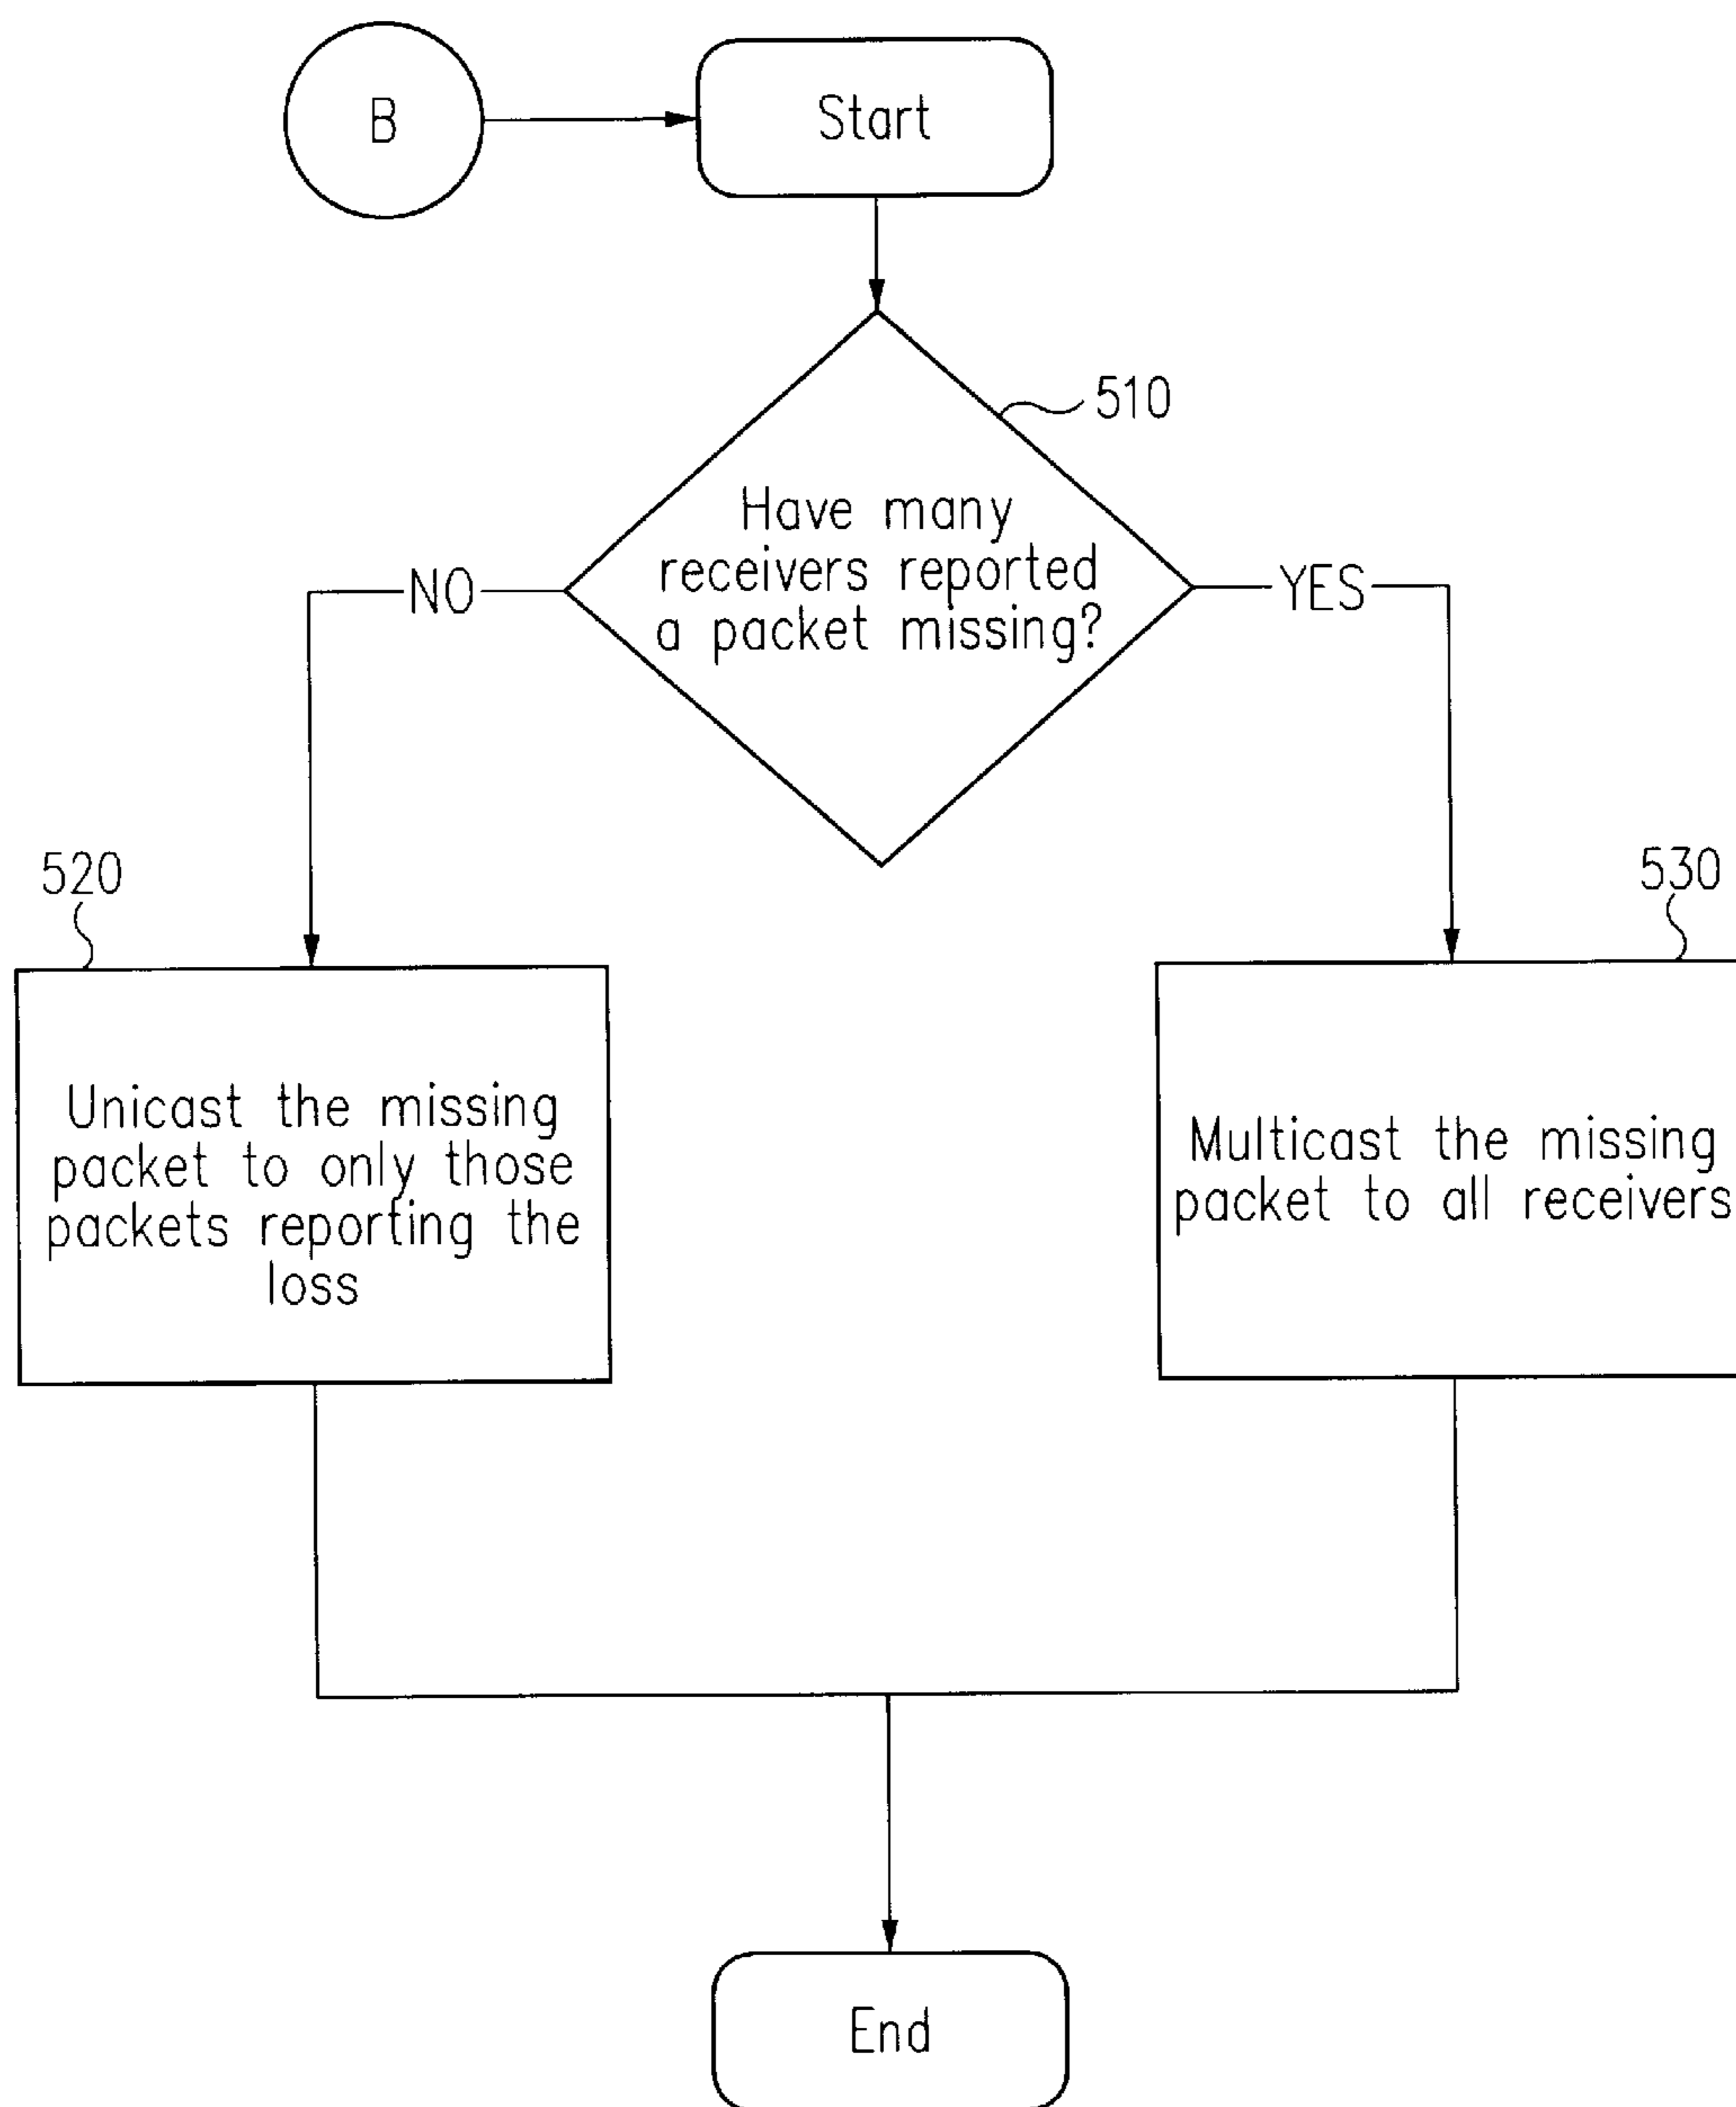 B
Start
510
Have many
receivers reported
a packet missing?
NO
YES
520
530
Unicast the missing
packet to only those
packets reporting the
loss
Multicast the missing
packet to all receivers
End